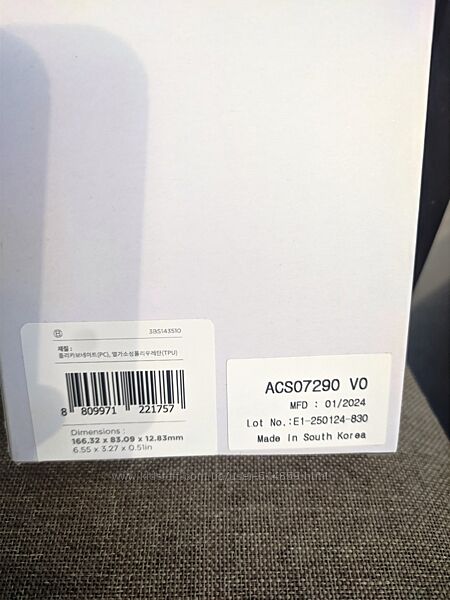 3BS143510
재질 :
폴리카보네이트(PC), 열가소성폴리우레탄(TPU)
8 809971 221757
Dimensions :
166.32 x 83.09 x 12.83mm
6.55 x 3.27 x 0.51in
ACS07290 V0
MFD : 01/2024
Lot No.:E1-250124-830
Made In South Korea